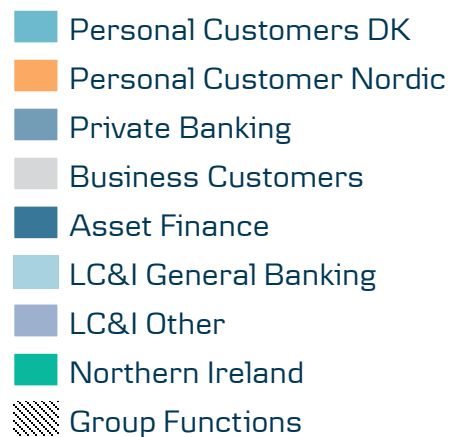 Personal Customers DK
Personal Customer Nordic
Private Banking
Business Customers
Asset Finance
LC&I General Banking
LC&I Other
Northern Ireland
Group Functions